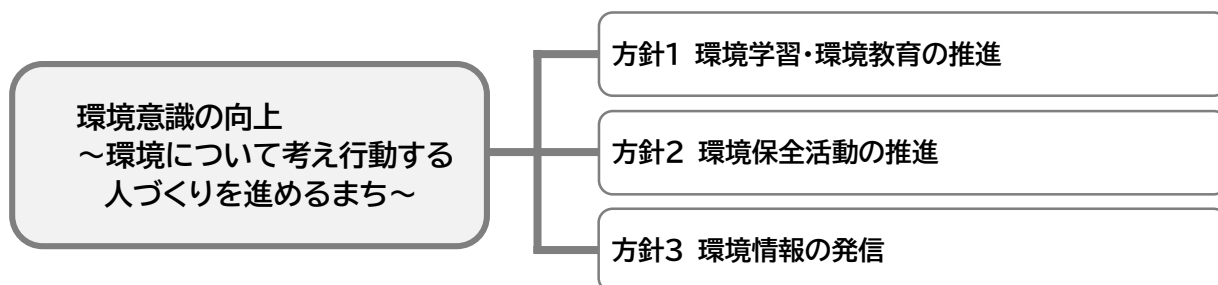 環境意識の向上
～環境について考え行動する
人づくりを進めるまち～
方針1 環境学習・環境教育の推進
方針2 環境保全活動の推進
方針3 環境情報の発信